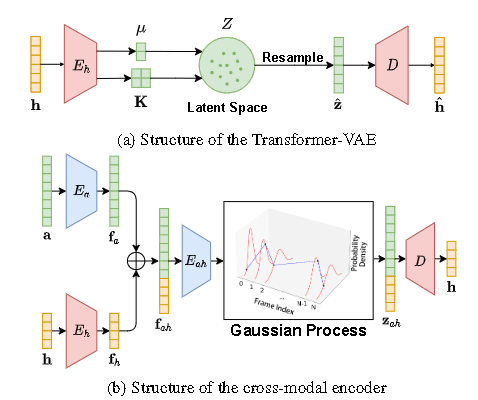 μ
Z
E_h
Resample
D
h
K
Latent Space
ẑ
ĥ
(a) Structure of the Transformer-VAE
E_a
a
f_a
E_ah
Probability
Density
0 1 2 ... N-1 N
Frame Index
D
E_h
f_ah
Gaussian Process
z_ah
h
h
f_h
(b) Structure of the cross-modal encoder